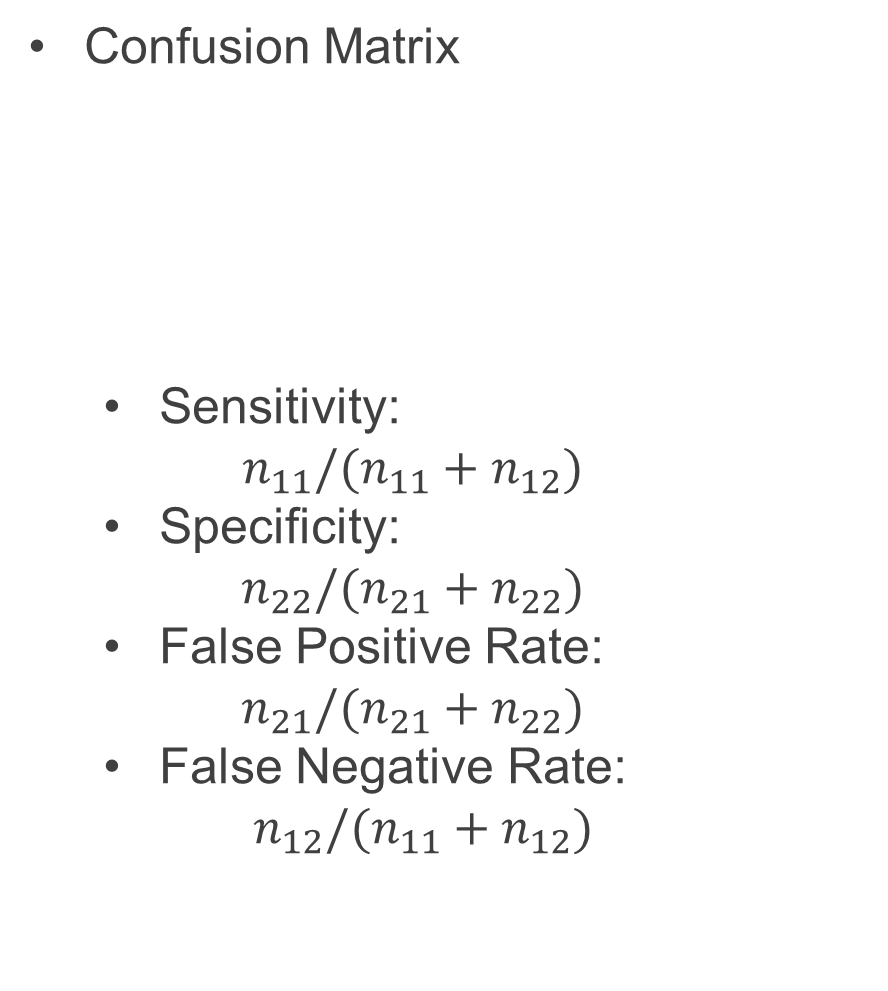 • Confusion Matrix
• Sensitivity:
n₁₁/(n₁₁ + n₁₂)
• Specificity:
n₂₂/(n₂₁ + n₂₂)
• False Positive Rate:
n₂₁/(n₂₁ + n₂₂)
• False Negative Rate:
n₁₂/(n₁₁ + n₁₂)